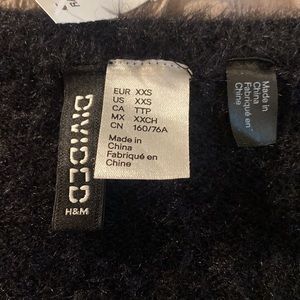 DIVIDED
H&M
EUR XXS
US XXS
CA TTP
MX XXCH
CN 160/76A
Made in
China
Fabriqué en
Chine
Made in
China
Fabriqué en
Chine